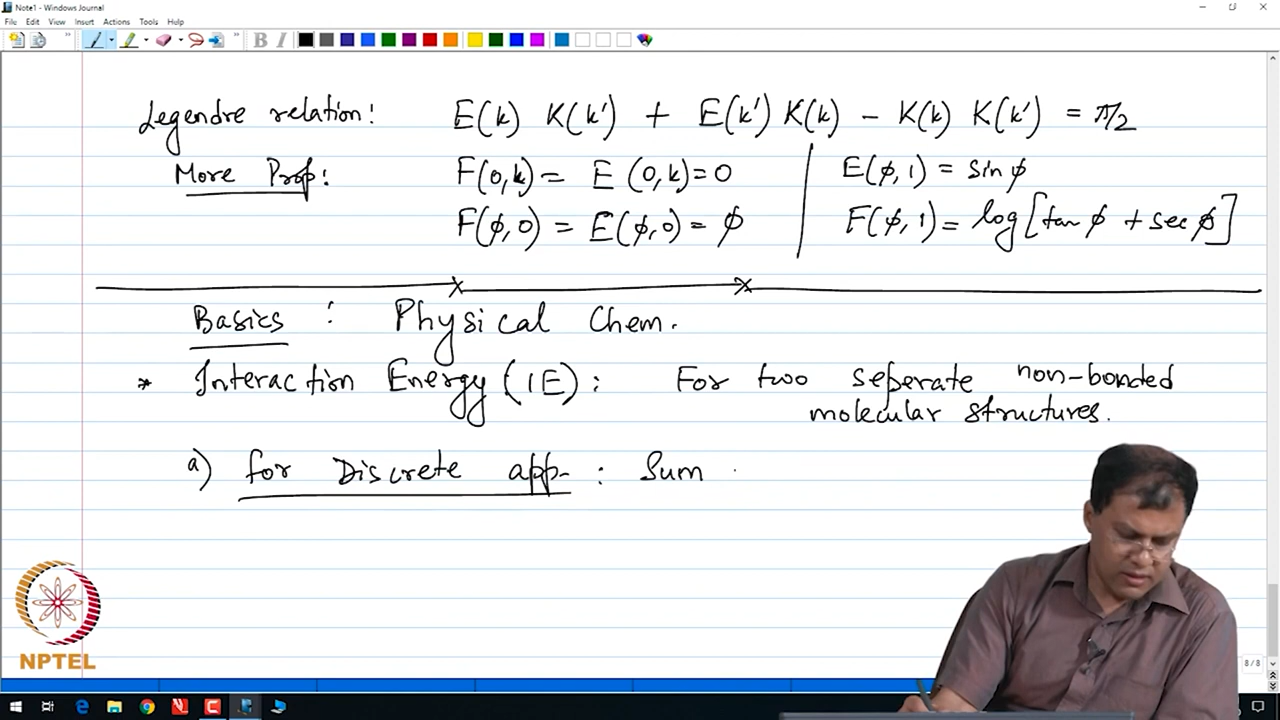 Note1 - Windows Journal
File Edit View Insert Actions Tools Help
B I
Legendre relation: E(k) K(k') + E(k') K(k) - K(k) K(k') = π/2
More Prop: F(0,k) = E(0,k) = 0 | E(φ,1) = sin φ
F(φ,0) = E(φ,0) = φ | F(φ,1) = log[tan φ + sec φ]
Basics : Physical Chem.
* Interaction Energy (IE): For two seperate non-bonded
molecular structures.
a) for Discrete app. : Sum
NPTEL
8/8